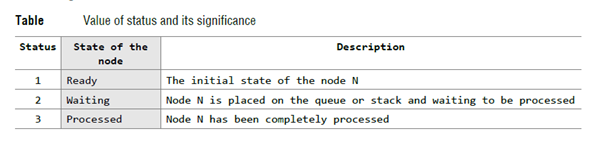 Table Value of status and its significance
Status State of the node Description
1 Ready The initial state of the node N
2 Waiting Node N is placed on the queue or stack and waiting to be processed
3 Processed Node N has been completely processed